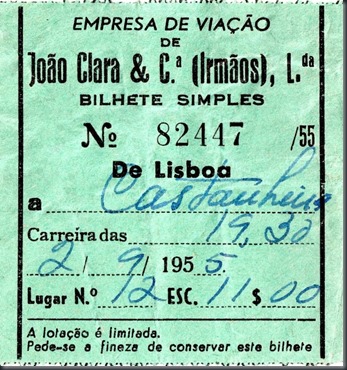 EMPRESA DE VIAÇÃO
DE
João Clara & C.ª (Irmãos), L.da
BILHETE SIMPLES
Nº 82447 /55
De Lisboa
a Castanheira
Carreira das 19,30
2 / 9 / 1955.
Lugar N.º 12 ESC. 11 $ 00
A lotação é limitada.
Pede-se a fineza de conservar este bilhete